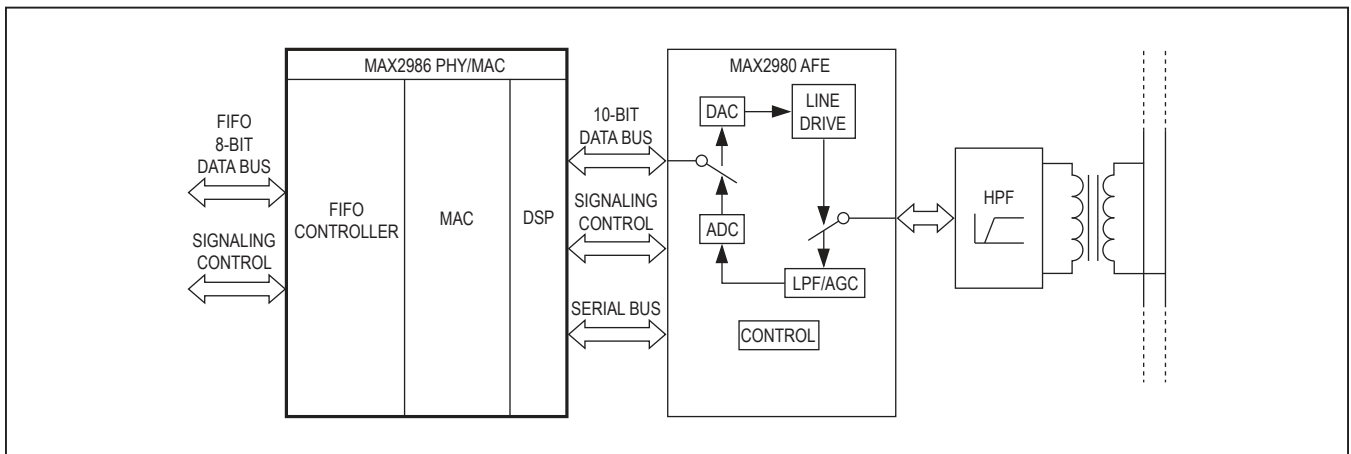 MAX2986 PHY/MAC
FIFO
8-BIT
DATA BUS
SIGNALING
CONTROL
FIFO
CONTROLLER
MAC
DSP
10-BIT
DATA BUS
SIGNALING
CONTROL
SERIAL BUS
MAX2980 AFE
DAC
LINE
DRIVE
ADC
LPF/AGC
CONTROL
HPF